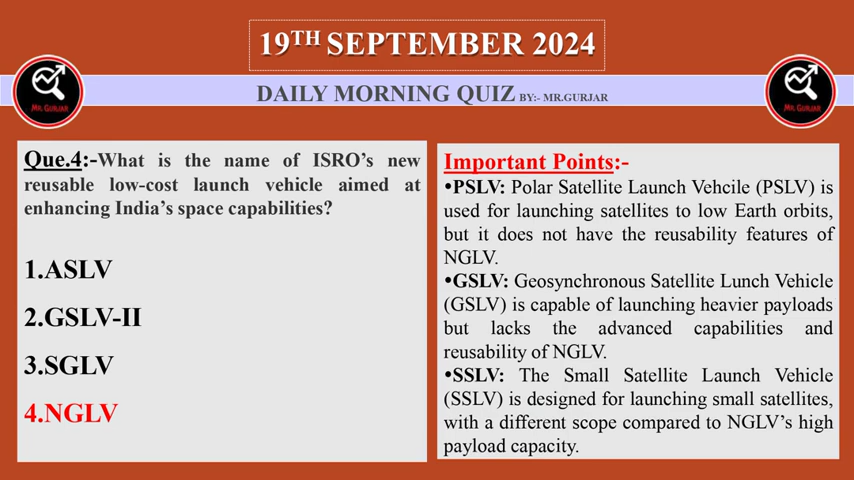 19TH SEPTEMBER 2024
DAILY MORNING QUIZ BY:- MR.GURJAR
MR. GURJAR
MR. GURJAR
Que.4:-What is the name of ISRO's new
reusable low-cost launch vehicle aimed at
enhancing India's space capabilities?
1.ASLV
2.GSLV-II
3.SGLV
4.NGLV
Important Points:-
•PSLV: Polar Satellite Launch Vehcile (PSLV) is
used for launching satellites to low Earth orbits,
but it does not have the reusability features of
NGLV.
•GSLV: Geosynchronous Satellite Lunch Vehicle
(GSLV) is capable of launching heavier payloads
but lacks the advanced capabilities and
reusability of NGLV.
•SSLV: The Small Satellite Launch Vehicle
(SSLV) is designed for launching small satellites,
with a different scope compared to NGLV's high
payload capacity.